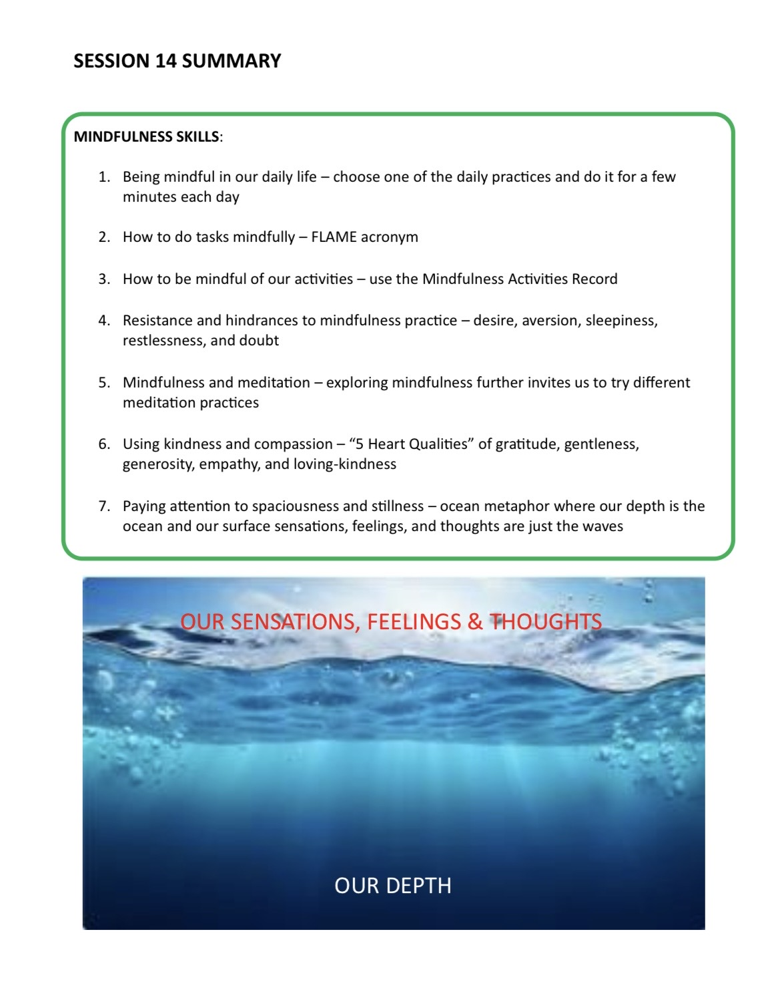 SESSION 14 SUMMARY
MINDFULNESS SKILLS:
1. Being mindful in our daily life – choose one of the daily practices and do it for a few
minutes each day
2. How to do tasks mindfully – FLAME acronym
3. How to be mindful of our activities – use the Mindfulness Activities Record
4. Resistance and hindrances to mindfulness practice – desire, aversion, sleepiness,
restlessness, and doubt
5. Mindfulness and meditation – exploring mindfulness further invites us to try different
meditation practices
6. Using kindness and compassion – “5 Heart Qualities” of gratitude, gentleness,
generosity, empathy, and loving-kindness
7. Paying attention to spaciousness and stillness – ocean metaphor where our depth is the
ocean and our surface sensations, feelings, and thoughts are just the waves
OUR SENSATIONS, FEELINGS & THOUGHTS
OUR DEPTH